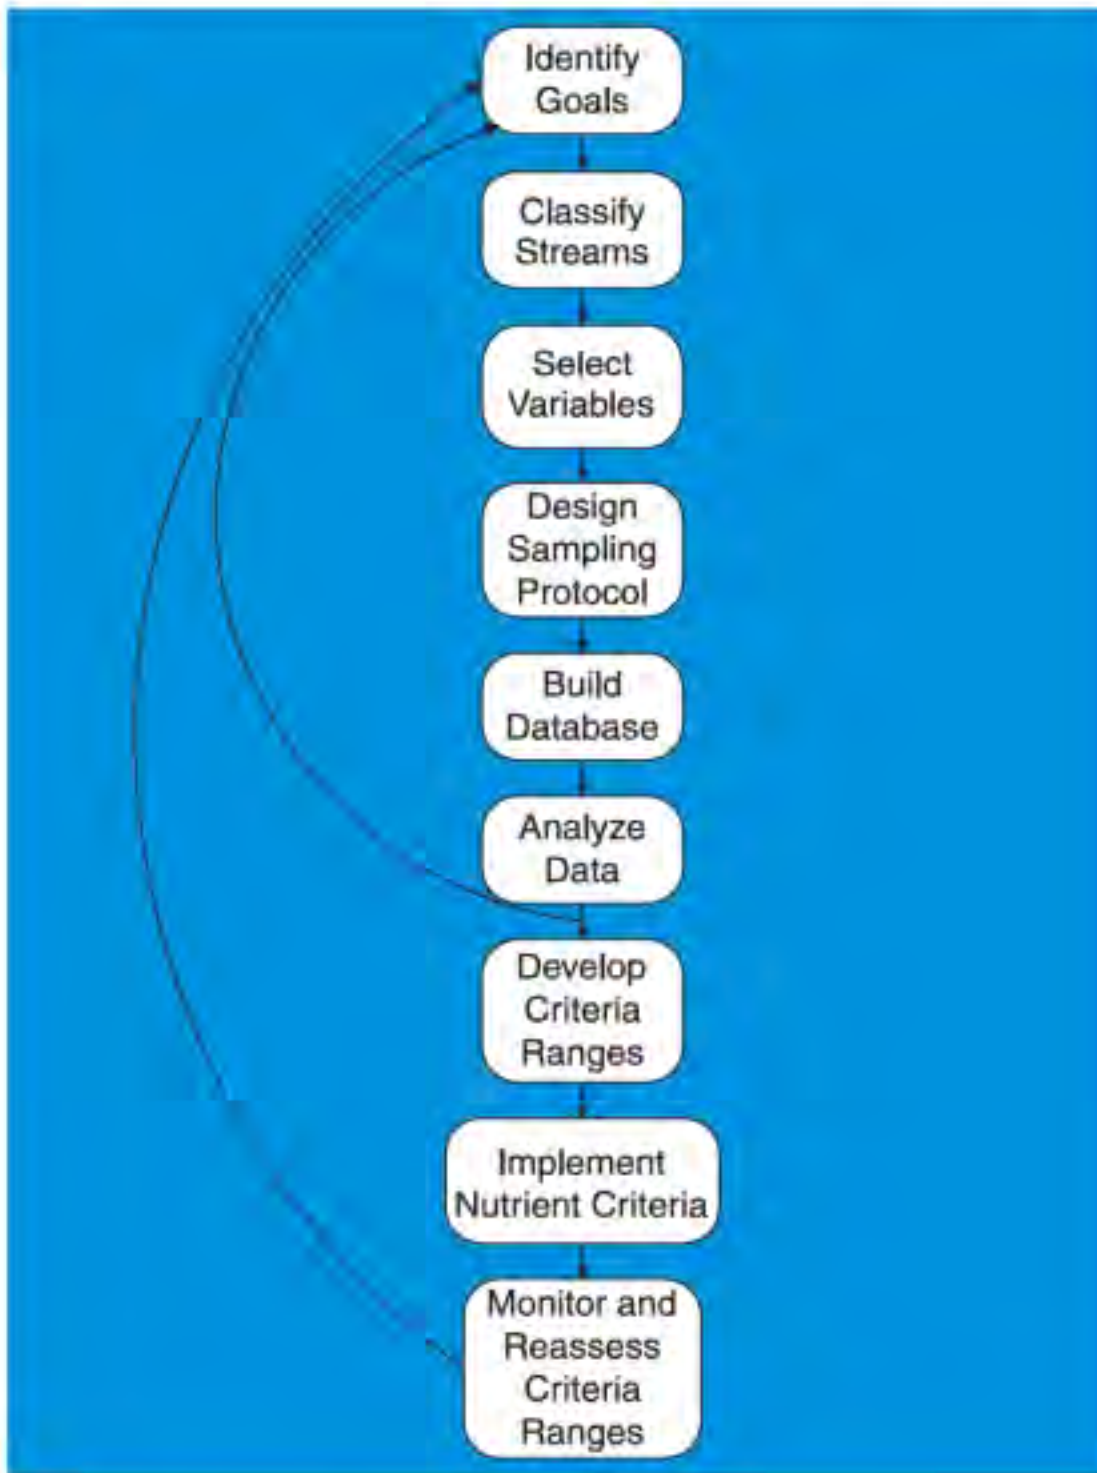 Identify
Goals
Classify
Streams
Select
Variables
Design
Sampling
Protocol
Build
Database
Analyze
Data
Develop
Criteria
Ranges
Implement
Nutrient Criteria
Monitor and
Reassess
Criteria
Ranges